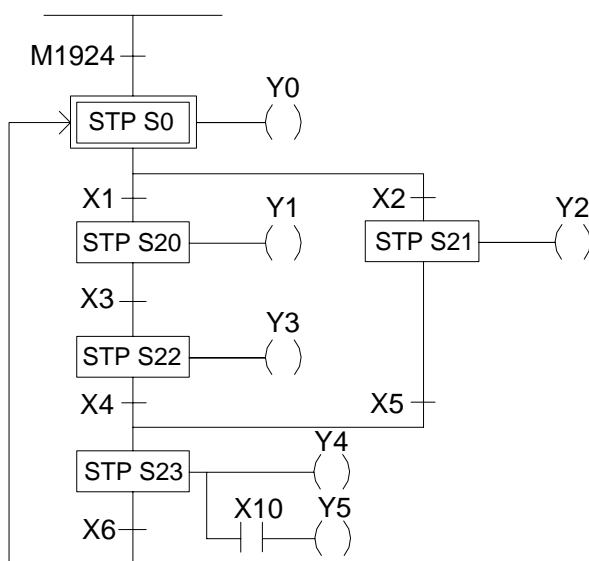 M1924
Y0
STP S0
X1
Y1
X2
Y2
STP S20
STP S21
X3
Y3
STP S22
X4
X5
Y4
STP S23
X10
Y5
X6